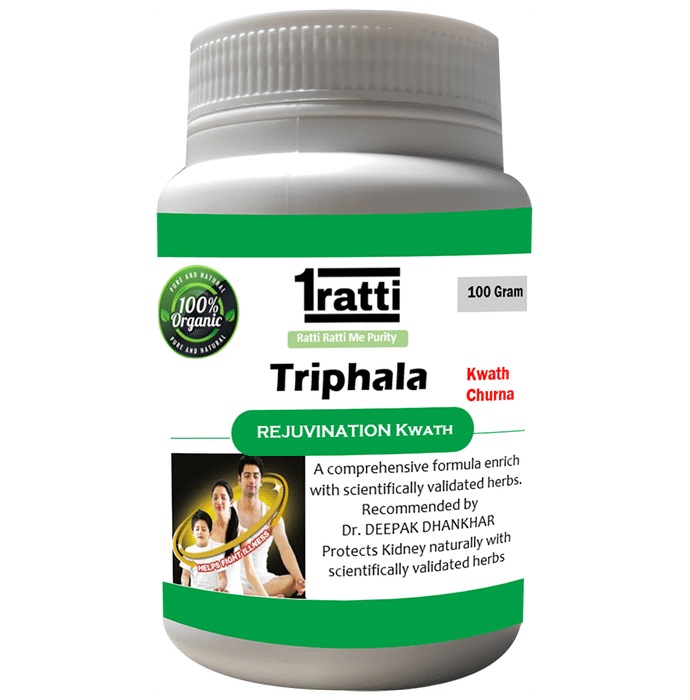 PURE AND NATURAL
100%
Organic
PURE AND NATURAL
1ratti
Ratti Ratti Me Purity
100 Gram
Triphala
Kwath
Churna
REJUVINATION KWATH
HELPS FIGHT ILLNESS
A comprehensive formula enrich
with scientifically validated herbs.
Recommended by
Dr. DEEPAK DHANKHAR
Protects Kidney naturally with
scientifically validated herbs